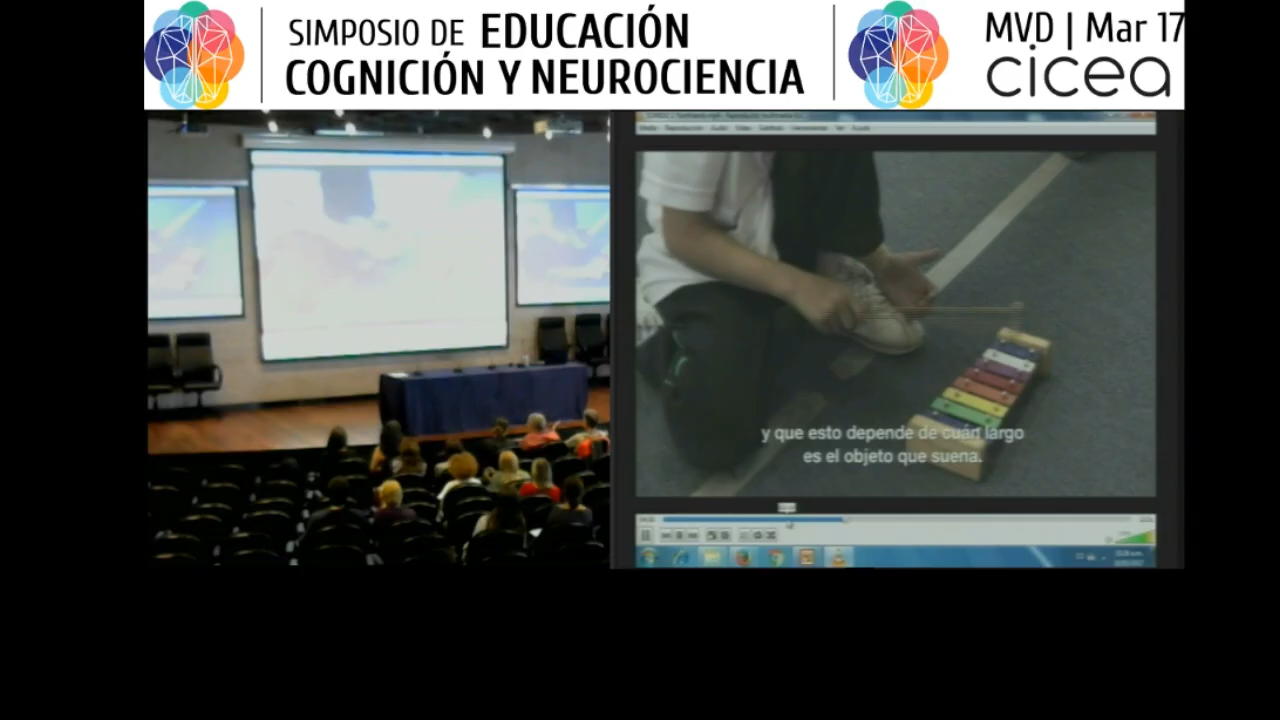 SIMPOSIO DE EDUCACIÓN
COGNICIÓN Y NEUROCIENCIA
MVD | Mar 17
cicea
y que esto depende de cuán largo
es el objeto que suena.